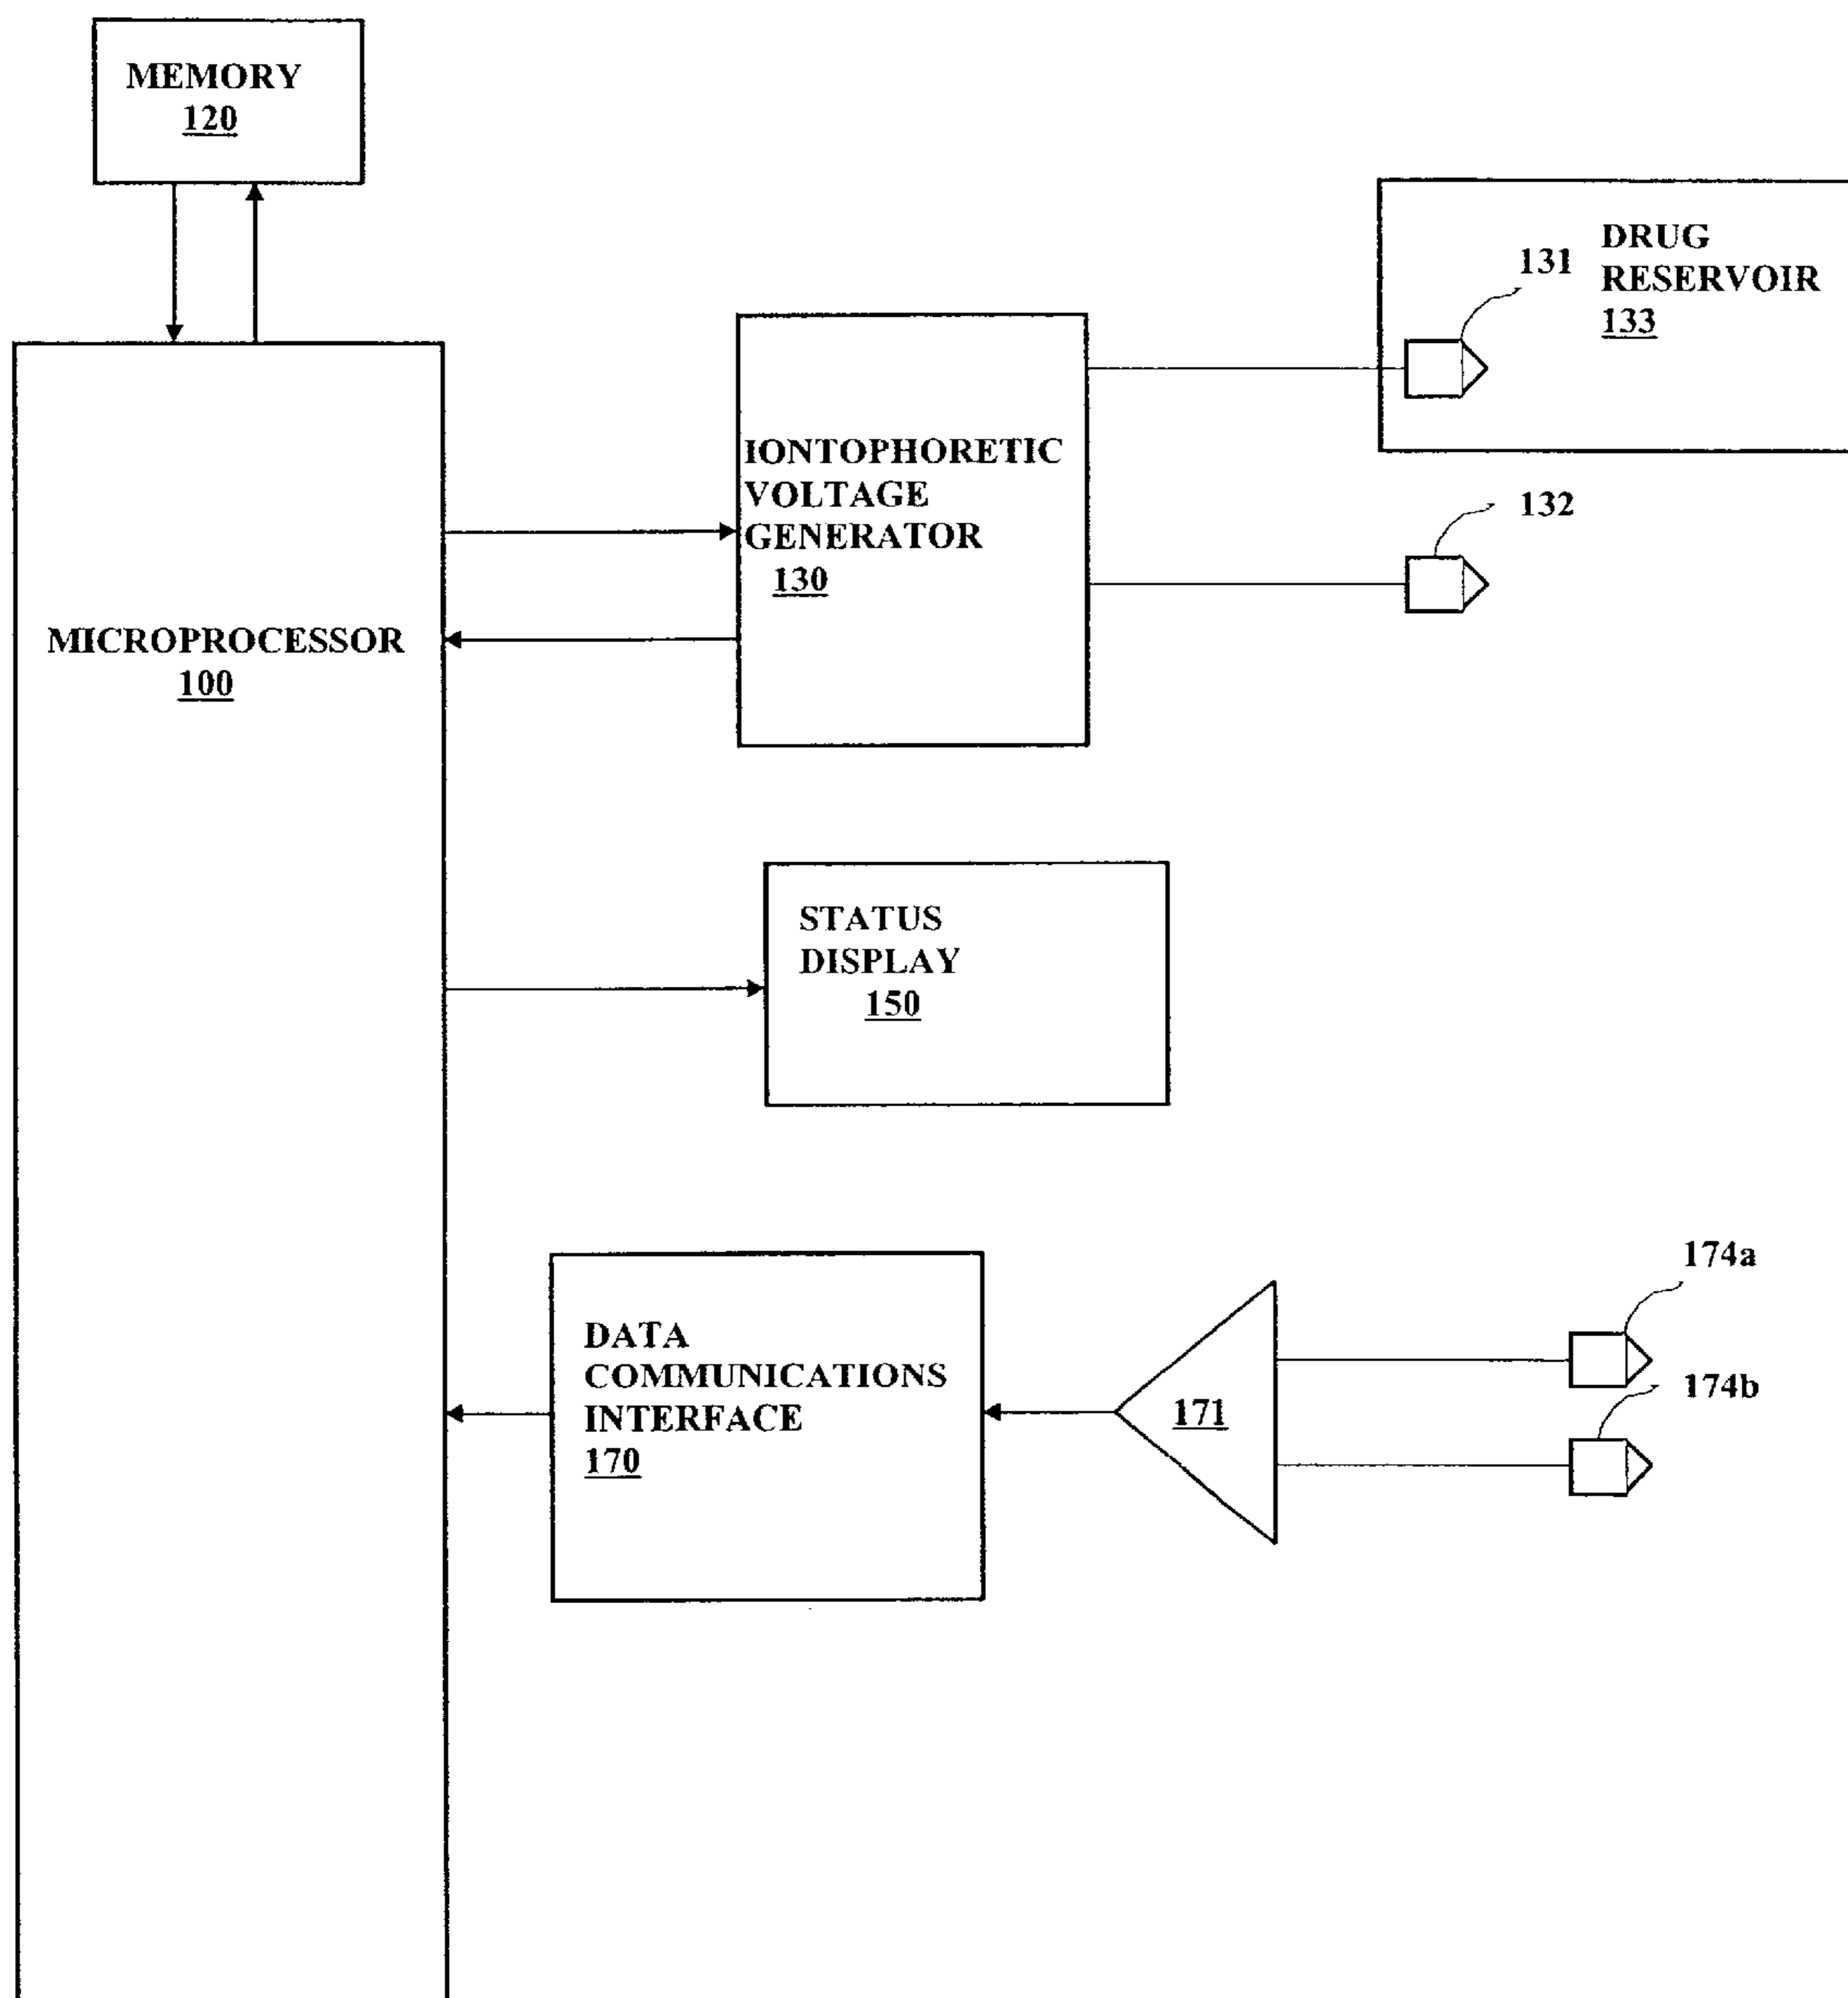 MEMORY
120
DRUG
RESERVOIR
133
131
132
IONTOPHORETIC
VOLTAGE
GENERATOR
130
MICROPROCESSOR
100
STATUS
DISPLAY
150
174a
174b
DATA
COMMUNICATIONS
INTERFACE
170
171